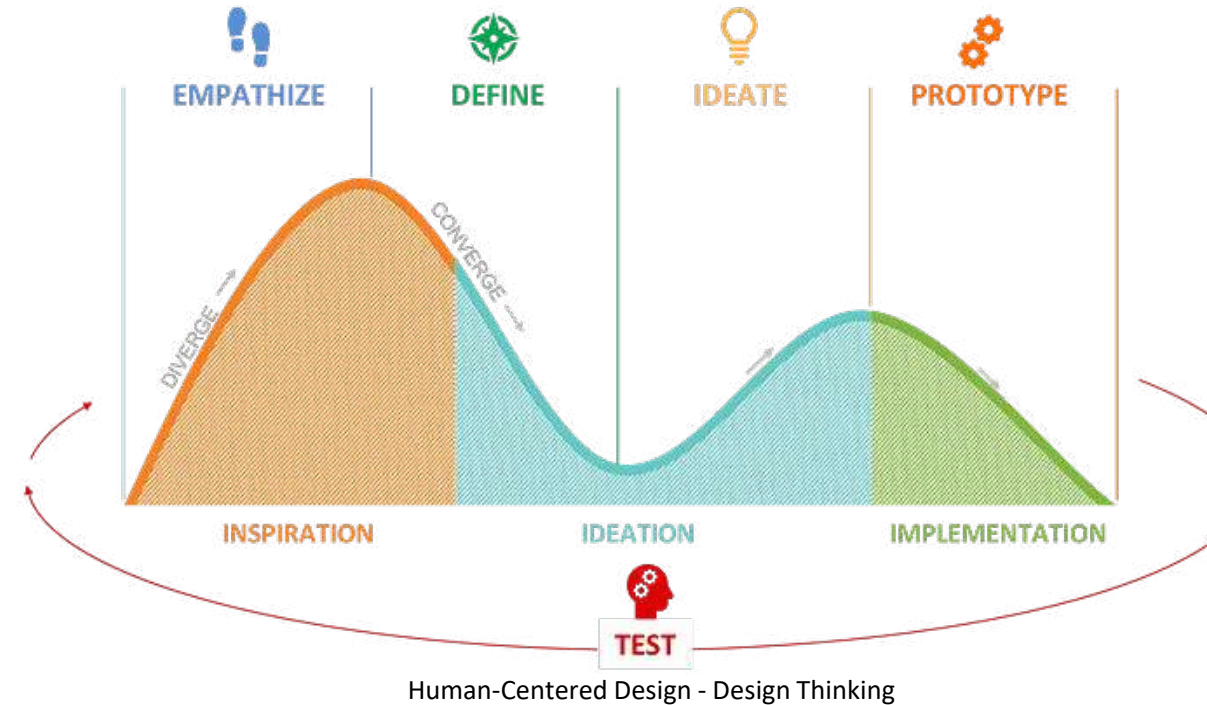 EMPATHIZE
DEFINE
IDEATE
PROTOTYPE
DIVERGE
CONVERGE
INSPIRATION
IDEATION
IMPLEMENTATION
TEST
Human-Centered Design - Design Thinking